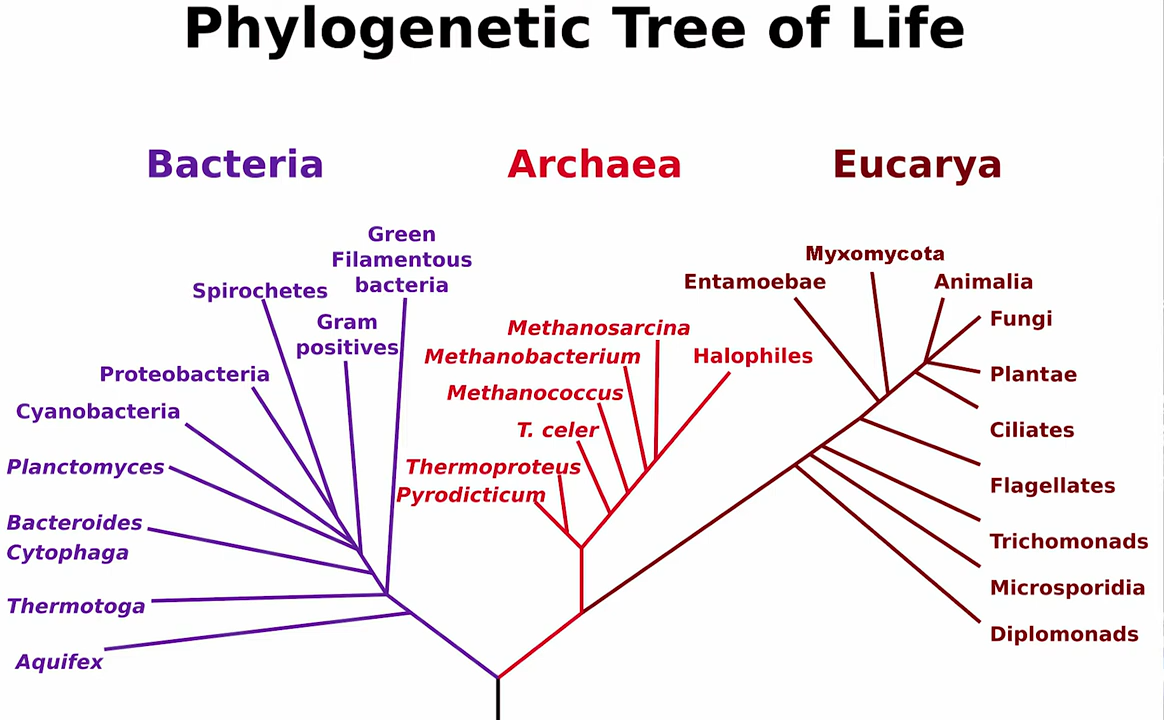 Phylogenetic Tree of Life
Bacteria
Archaea
Eucarya
Green
Filamentous
bacteria
Spirochetes
Gram
positives
Proteobacteria
Cyanobacteria
Planctomyces
Bacteroides
Cytophaga
Thermotoga
Aquifex
Methanosarcina
Methanobacterium
Halophiles
Methanococcus
T. celer
Thermoproteus
Pyrodicticum
Myxomycota
Entamoebae
Animalia
Fungi
Plantae
Ciliates
Flagellates
Trichomonads
Microsporidia
Diplomonads